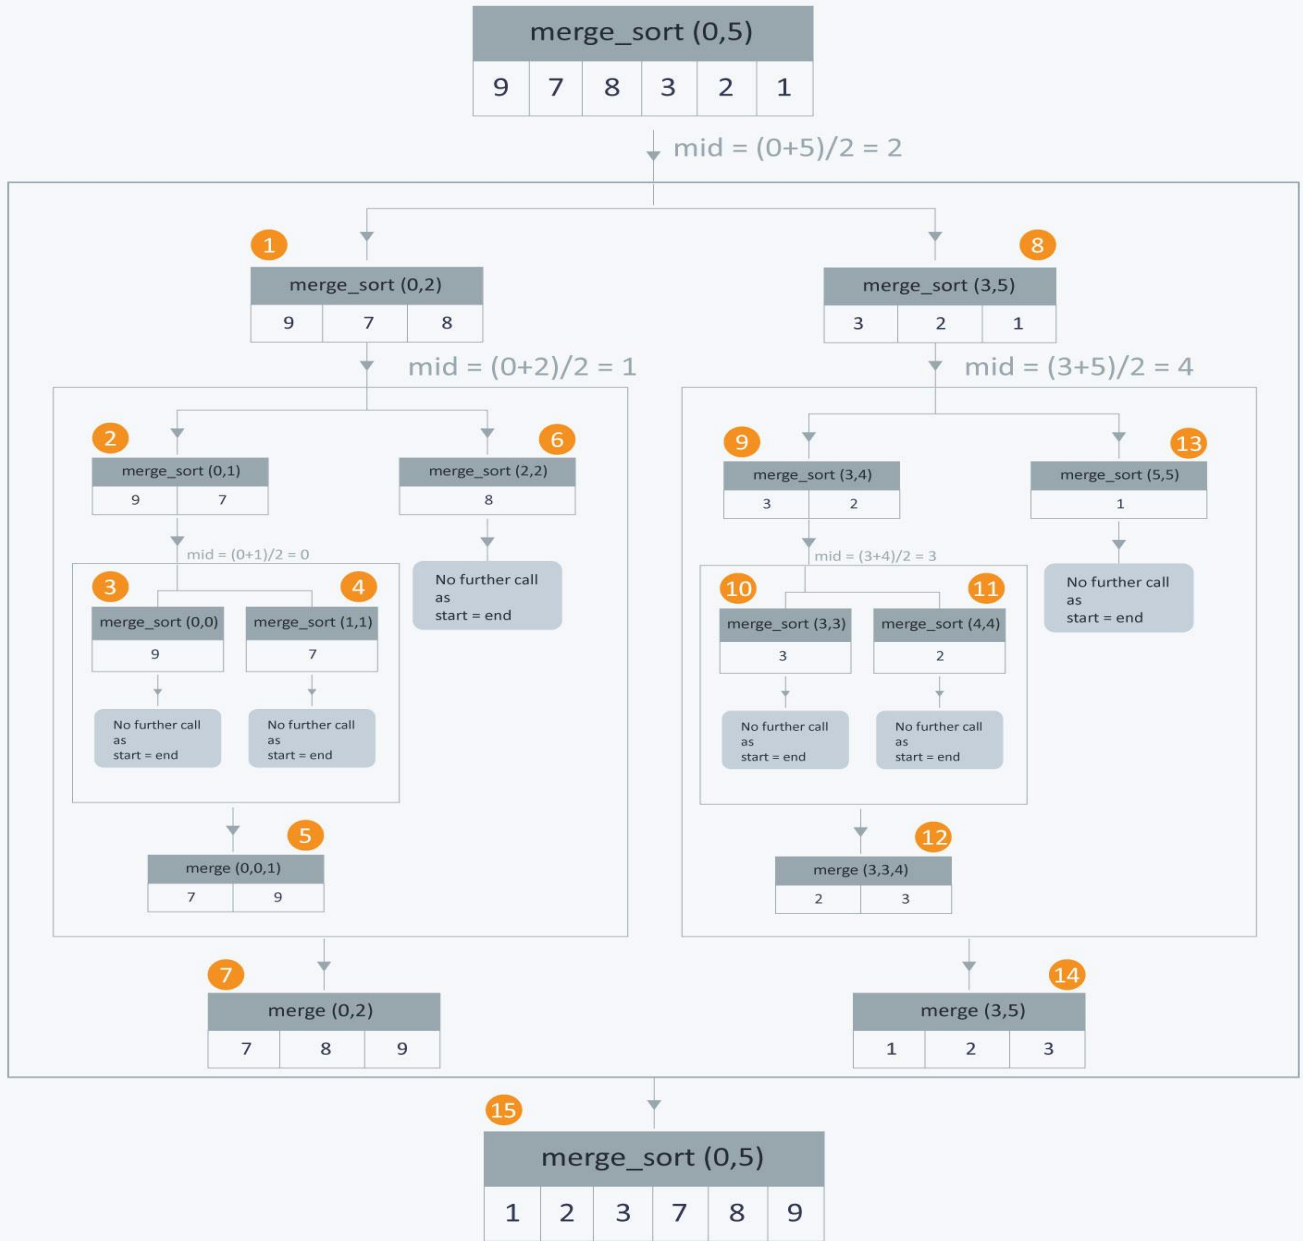 merge_sort (0,5)
9 7 8 3 2 1
mid = (0+5)/2 = 2
1
8
merge_sort (0,2)
9 7 8
merge_sort (3,5)
3 2 1
mid = (0+2)/2 = 1
mid = (3+5)/2 = 4
2
6
9
13
merge_sort (0,1)
9 7
merge_sort (2,2)
8
merge_sort (3,4)
3 2
merge_sort (5,5)
1
mid = (0+1)/2 = 0
No further call
as
start = end
mid = (3+4)/2 = 3
No further call
as
start = end
3
4
10
11
merge_sort (0,0)
9
merge_sort (1,1)
7
merge_sort (3,3)
3
merge_sort (4,4)
2
No further call
as
start = end
No further call
as
start = end
No further call
as
start = end
No further call
as
start = end
5
12
merge (0,0,1)
7 9
merge (3,3,4)
2 3
7
14
merge (0,2)
7 8 9
merge (3,5)
1 2 3
15
merge_sort (0,5)
1 2 3 7 8 9